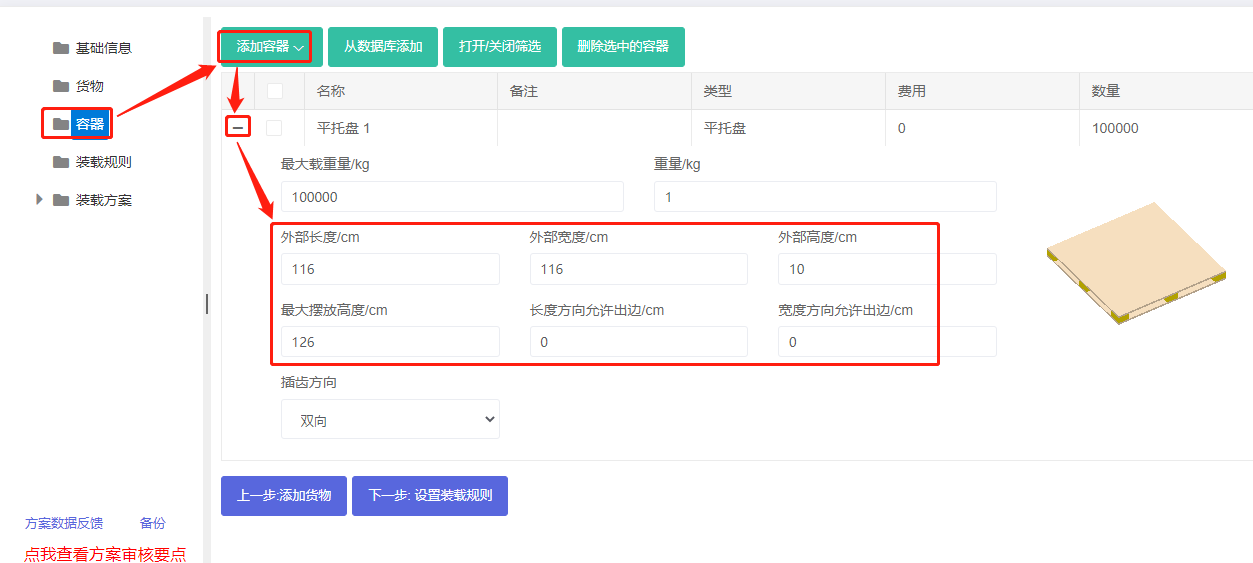 基础信息
货物
容器
装载规则
装载方案
方案数据反馈 备份
点我查看方案审核要点
添加容器 从数据库添加 打开/关闭筛选 删除选中的容器
名称 备注 类型 费用 数量
平托盘 1 平托盘 0 100000
最大载重量/kg 重量/kg
100000 1
外部长度/cm 外部宽度/cm 外部高度/cm
116 116 10
最大摆放高度/cm 长度方向允许出边/cm 宽度方向允许出边/cm
126 0 0
插齿方向
双向
上一步:添加货物 下一步: 设置装载规则